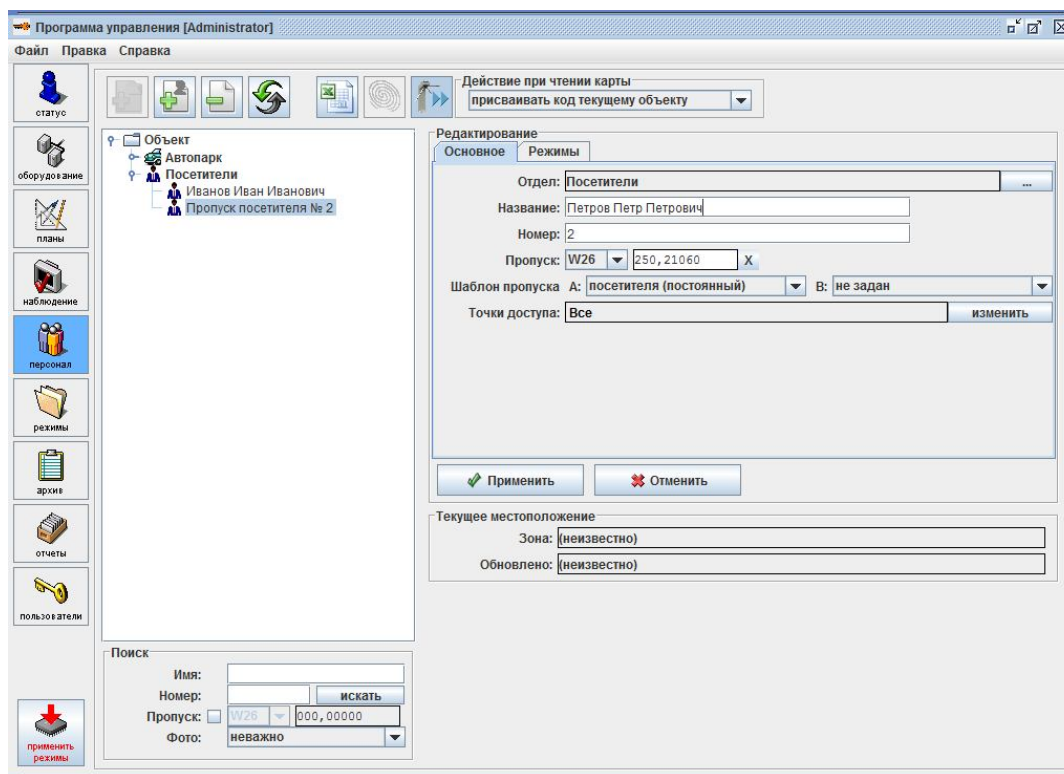 Программа управления [Administrator]
Файл Правка Справка
статус
оборудование
планы
наблюдение
персонал
режимы
архив
отчеты
пользователи
применить
режимы
Действие при чтении карты
присваивать код текущему объекту
Объект
Автопарк
Посетители
Иванов Иван Иванович
Пропуск посетителя № 2
Поиск
Имя:
Номер: искать
Пропуск: W26 000,00000
Фото: неважно
Редактирование
Основное Режимы
Отдел: Посетители ...
Название: Петров Петр Петрович
Номер: 2
Пропуск: W26 250,21060 X
Шаблон пропуска A: посетителя (постоянный) B: не задан
Точки доступа: Все изменить
Применить Отменить
Текущее местоположение
Зона: (неизвестно)
Обновлено: (неизвестно)